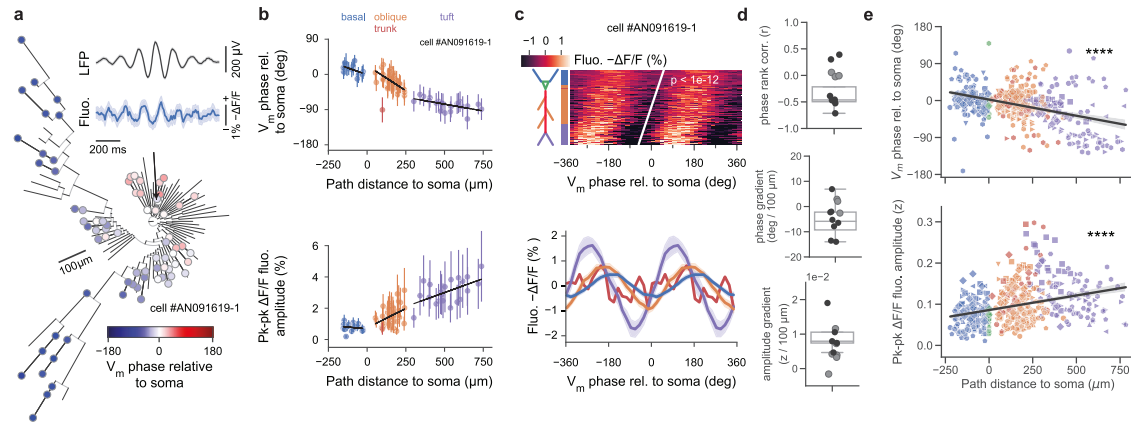 a
LFP
200 µV
Fluo.
1% −ΔF/F
− +
200 ms
100µm
cell #AN091619-1
−180 0 180
Vm phase relative
to soma
b
basal oblique tuft
trunk
cell #AN091619-1
Vm phase rel.
to soma (deg)
90
0
−90
−180
−250 0 250 500 750
Path distance to soma (µm)
Pk-pk ΔF/F fluo.
amplitude (%)
6
4
2
0
−250 0 250 500 750
Path distance to soma (µm)
c
cell #AN091619-1
−1 0 1
Fluo. −ΔF/F (%)
p < 1e-12
−360 −180 0 180 360
Vm phase rel. to soma (deg)
Fluo. −ΔF/F (%)
2
1
0
−1
−2
−360 −180 0 180 360
Vm phase rel. to soma (deg)
d
phase rank corr. (r)
1.0
0.5
0.0
−0.5
−1.0
phase gradient
(deg / 100 µm)
20
10
0
−10
−20
1e−2
amplitude gradient
(z / 100 µm)
2
1
0
e
Vm phase rel. to soma (deg)
180
90
0
−90
−180
****
Pk-pk ΔF/F fluo. amplitude (z)
0.3
0.2
0.1
0.0
****
−250 0 250 500 750
Path distance to soma (µm)